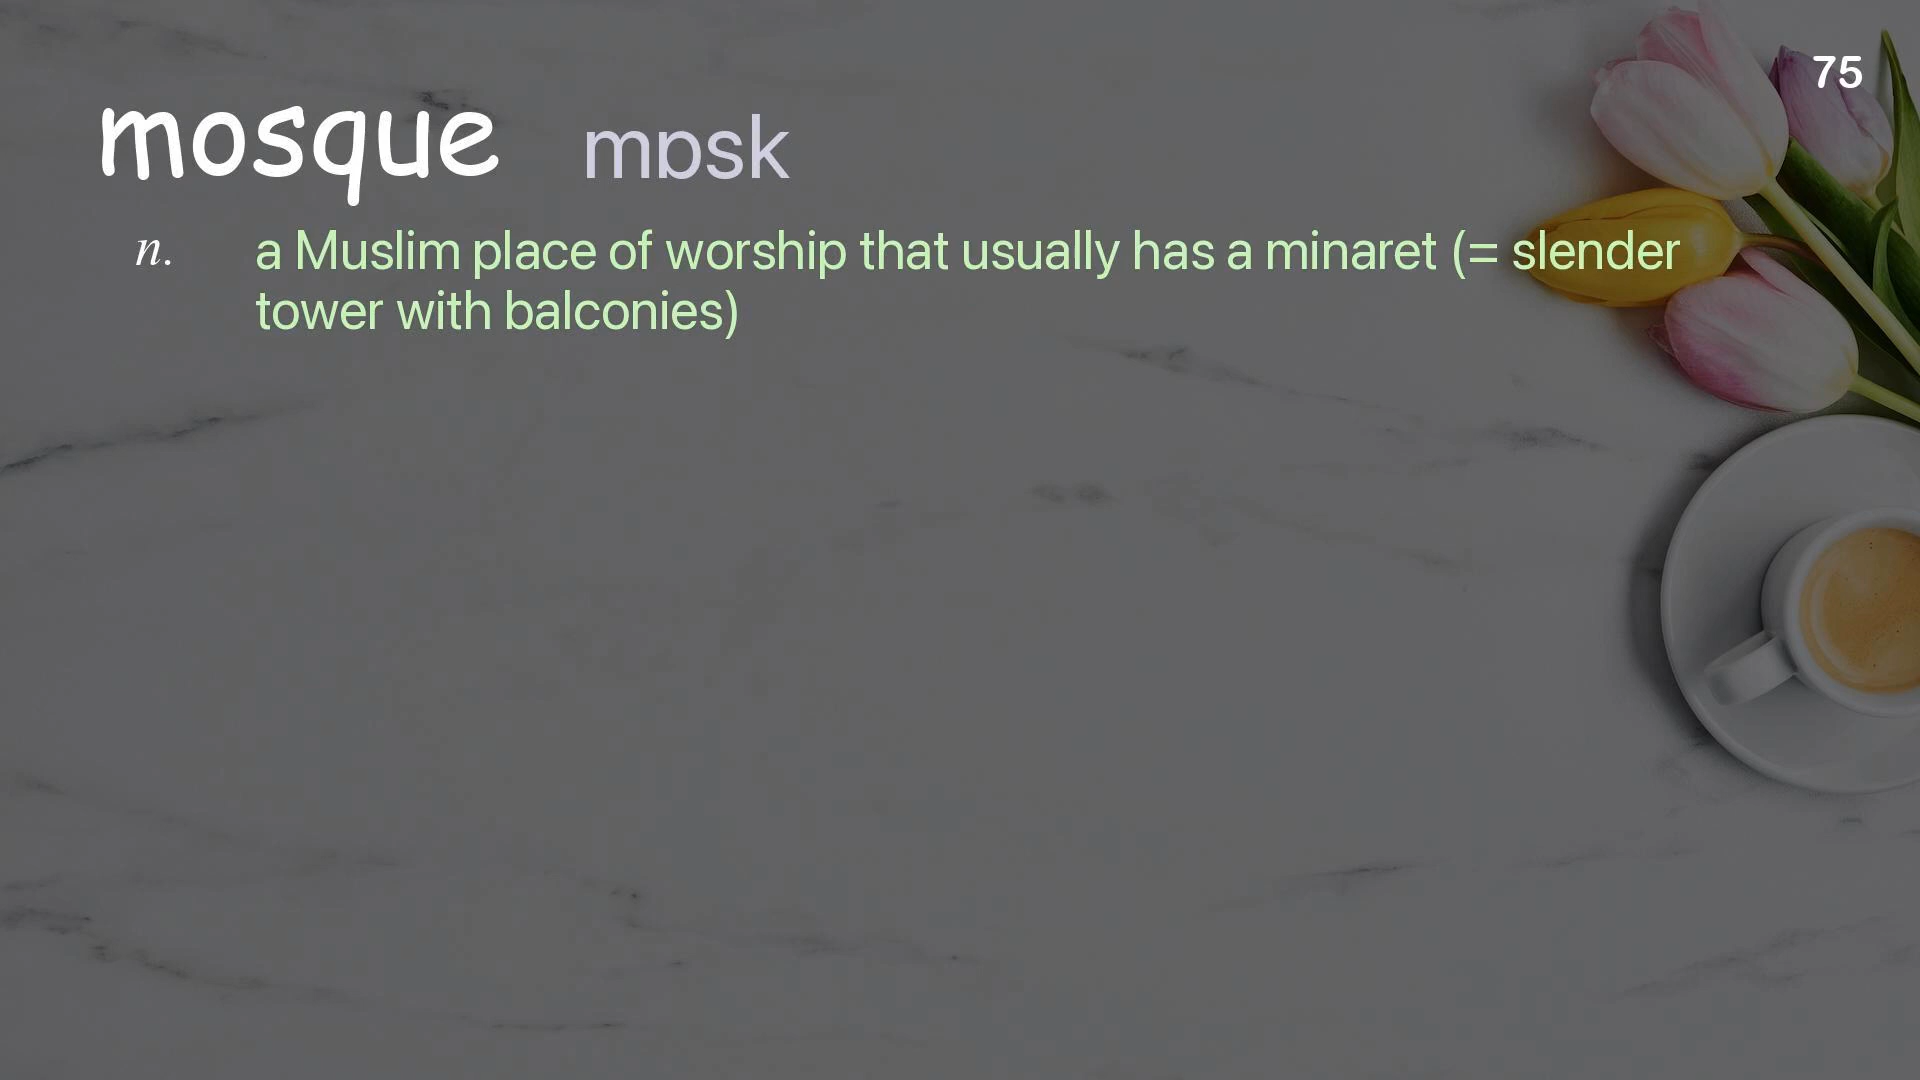 75
mosque mɒsk
n. a Muslim place of worship that usually has a minaret (= slender
tower with balconies)